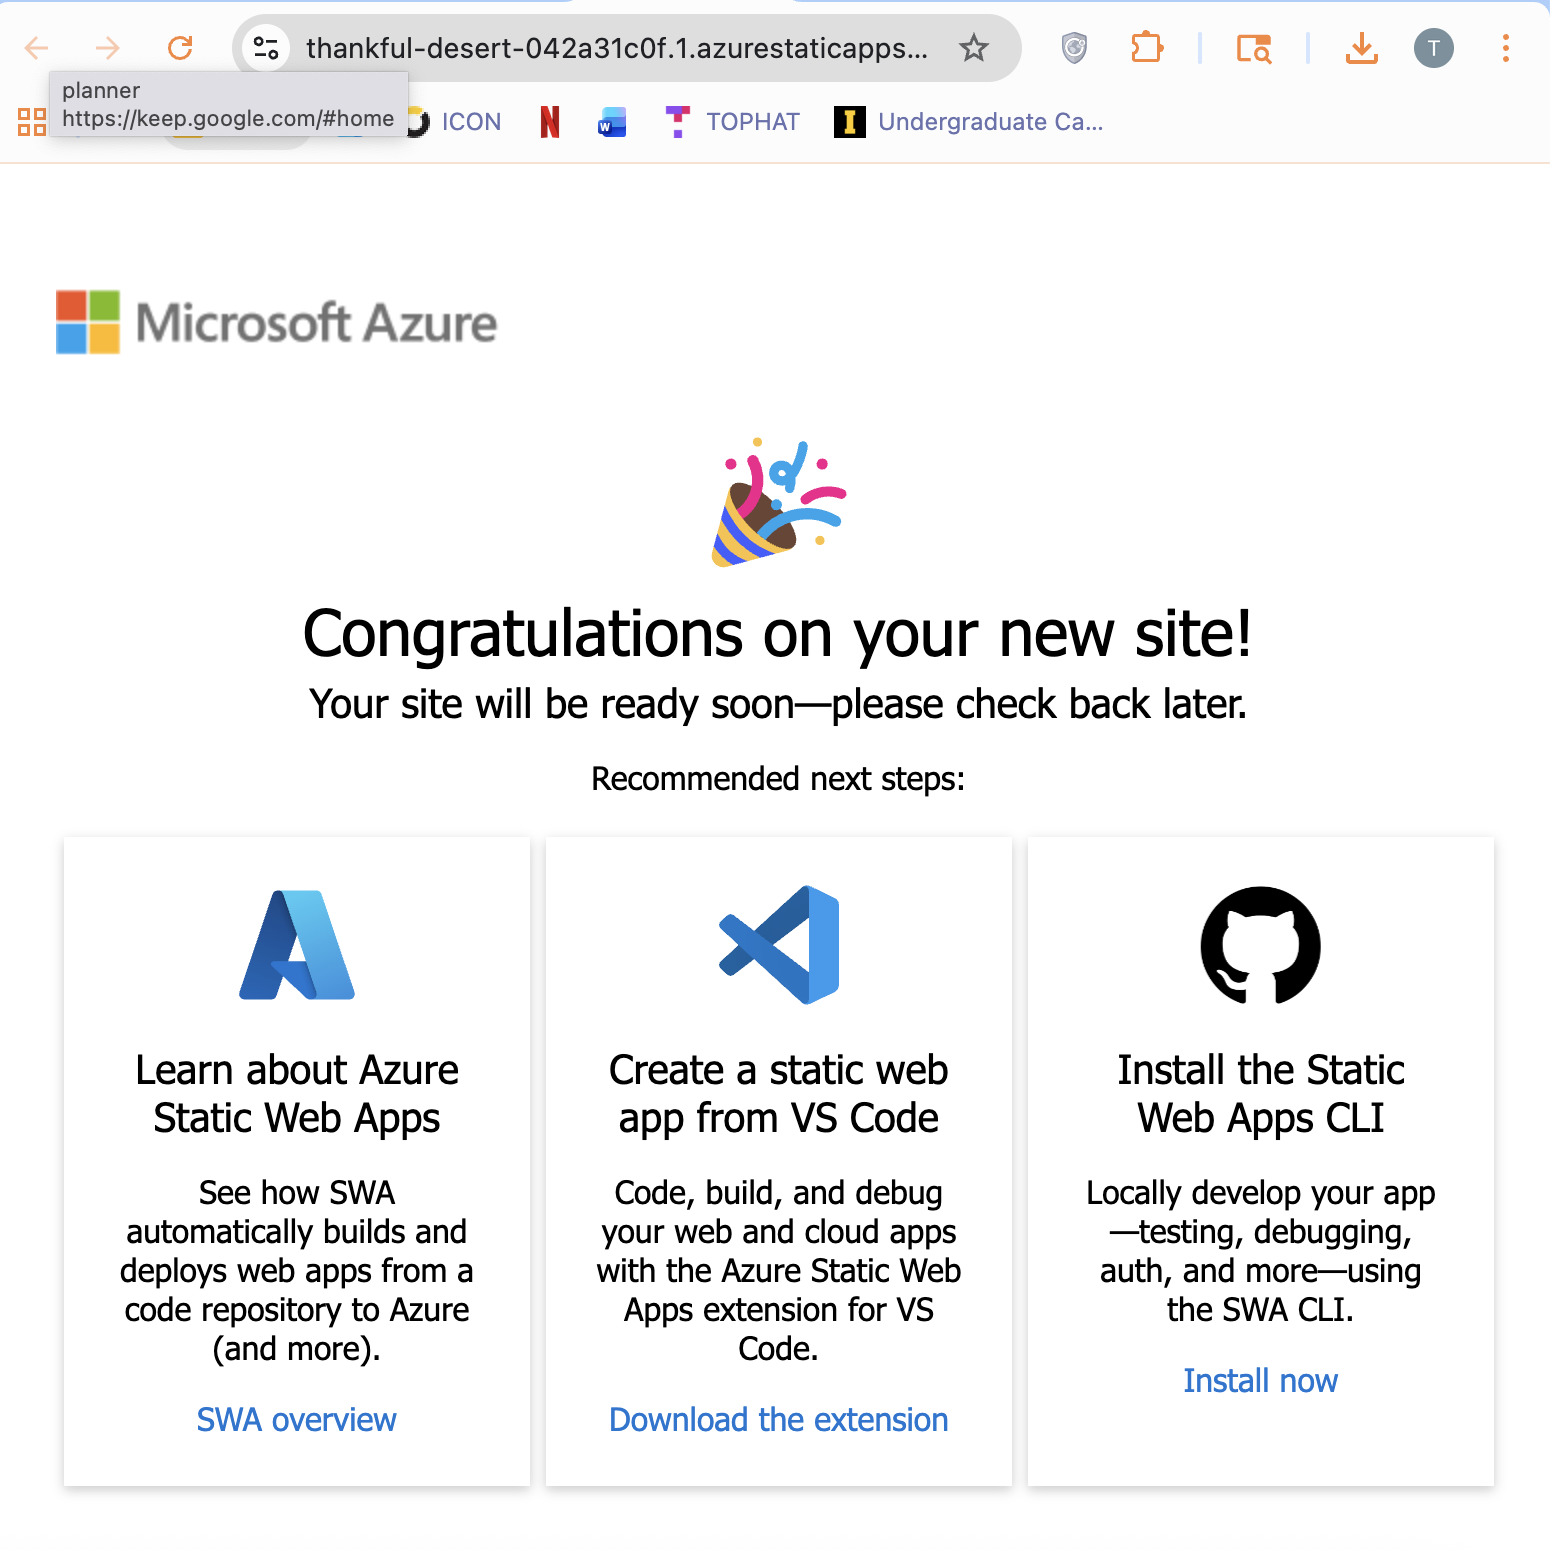 thankful-desert-042a31c0f.1.azurestaticapps...
T
planner
https://keep.google.com/#home
ICON
N
W
TOPHAT
I
Undergraduate Ca...
Microsoft Azure
Congratulations on your new site!
Your site will be ready soon—please check back later.
Recommended next steps:
Learn about Azure
Static Web Apps
See how SWA
automatically builds and
deploys web apps from a
code repository to Azure
(and more).
SWA overview
Create a static web
app from VS Code
Code, build, and debug
your web and cloud apps
with the Azure Static Web
Apps extension for VS
Code.
Download the extension
Install the Static
Web Apps CLI
Locally develop your app
—testing, debugging,
auth, and more—using
the SWA CLI.
Install now